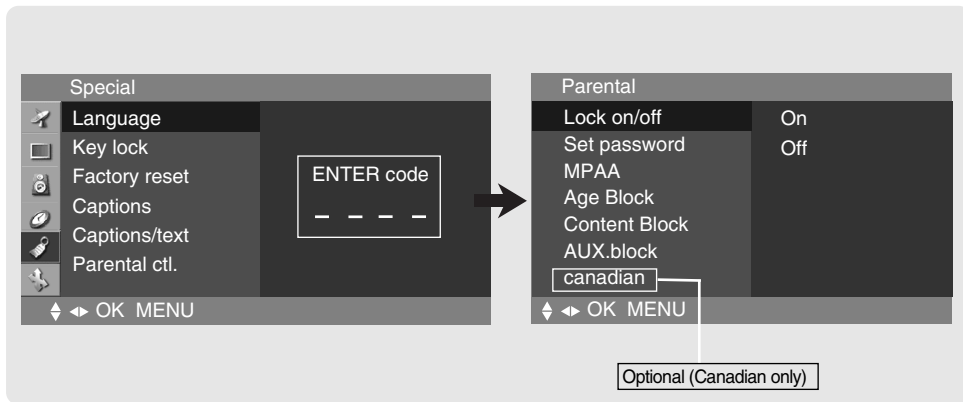 Special
Language
Key lock
Factory reset
Captions
Captions/text
Parental ctl.
OK MENU
ENTER code
_ _ _ _
Parental
Lock on/off
Set password
MPAA
Age Block
Content Block
AUX.block
canadian
On
Off
OK MENU
Optional (Canadian only)